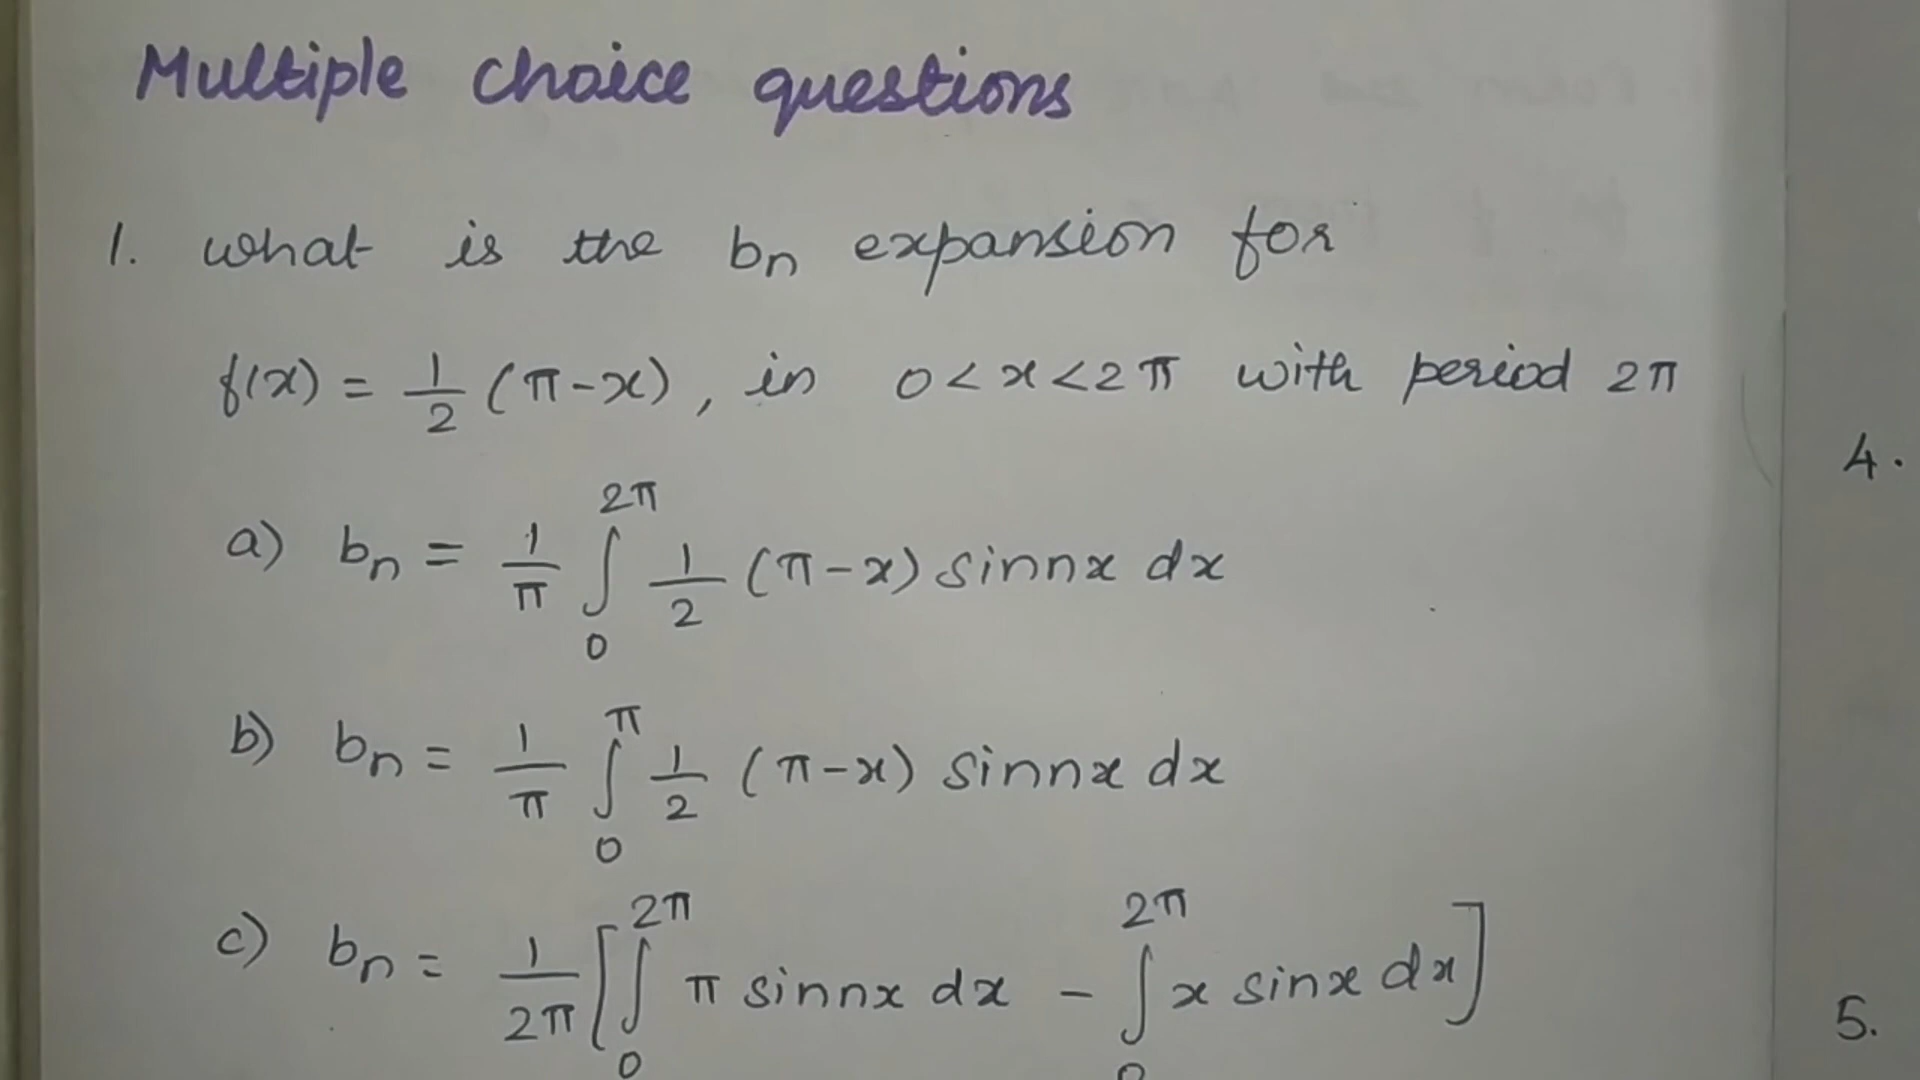 Multiple choice questions
1. what is the bn expansion for
f(x) = 1/2 (π-x), in 0<x<2π with period 2π
a) bn = 1/π ∫₀^2π 1/2 (π-x) sinnx dx
b) bn = 1/π ∫₀^π 1/2 (π-x) sinnx dx
c) bn = 1/2π [∫₀^2π π sinnx dx - ∫₀^2π x sinx dx]
4.
5.